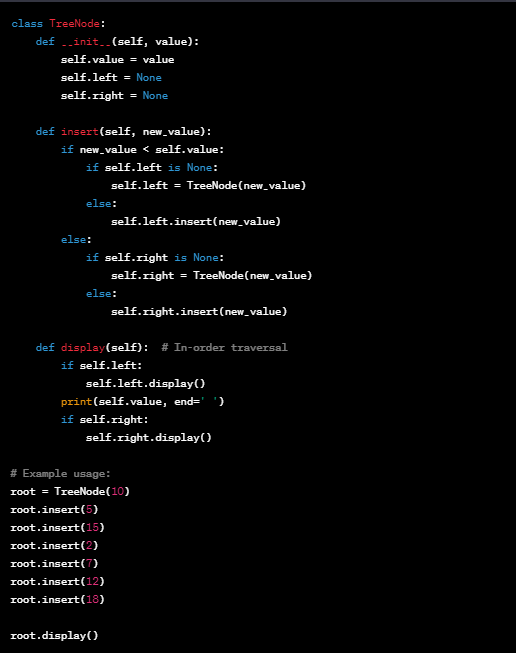 class TreeNode:
    def __init__(self, value):
        self.value = value
        self.left = None
        self.right = None

    def insert(self, new_value):
        if new_value < self.value:
            if self.left is None:
                self.left = TreeNode(new_value)
            else:
                self.left.insert(new_value)
        else:
            if self.right is None:
                self.right = TreeNode(new_value)
            else:
                self.right.insert(new_value)

    def display(self):  # In-order traversal
        if self.left:
            self.left.display()
        print(self.value, end=' ')
        if self.right:
            self.right.display()

# Example usage:
root = TreeNode(10)
root.insert(5)
root.insert(15)
root.insert(2)
root.insert(7)
root.insert(12)
root.insert(18)

root.display()